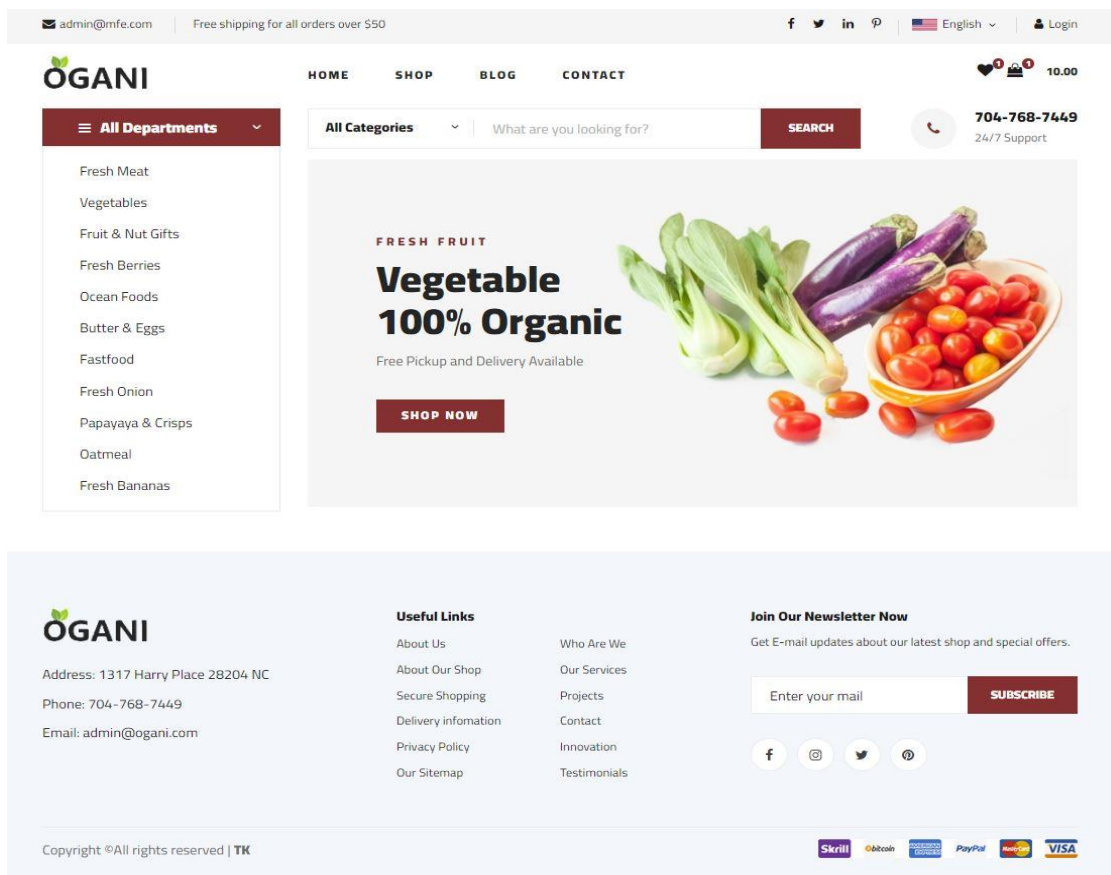 admin@mfe.com
Free shipping for all orders over $50
English
Login
OGANI
HOME SHOP BLOG CONTACT
1
1
10.00
All Departments
All Categories
What are you looking for?
SEARCH
704-768-7449
24/7 Support
Fresh Meat
Vegetables
Fruit & Nut Gifts
Fresh Berries
Ocean Foods
Butter & Eggs
Fastfood
Fresh Onion
Papayaya & Crisps
Oatmeal
Fresh Bananas
FRESH FRUIT
Vegetable
100% Organic
Free Pickup and Delivery Available
SHOP NOW
OGANI
Address: 1317 Harry Place 28204 NC
Phone: 704-768-7449
Email: admin@ogani.com
Useful Links
About Us
About Our Shop
Secure Shopping
Delivery infomation
Privacy Policy
Our Sitemap
Who Are We
Our Services
Projects
Contact
Innovation
Testimonials
Join Our Newsletter Now
Get E-mail updates about our latest shop and special offers.
Enter your mail
SUBSCRIBE
Copyright ©All rights reserved | TK
Skrill
bitcoin
AMERICAN EXPRESS
PayPal
MasterCard
VISA